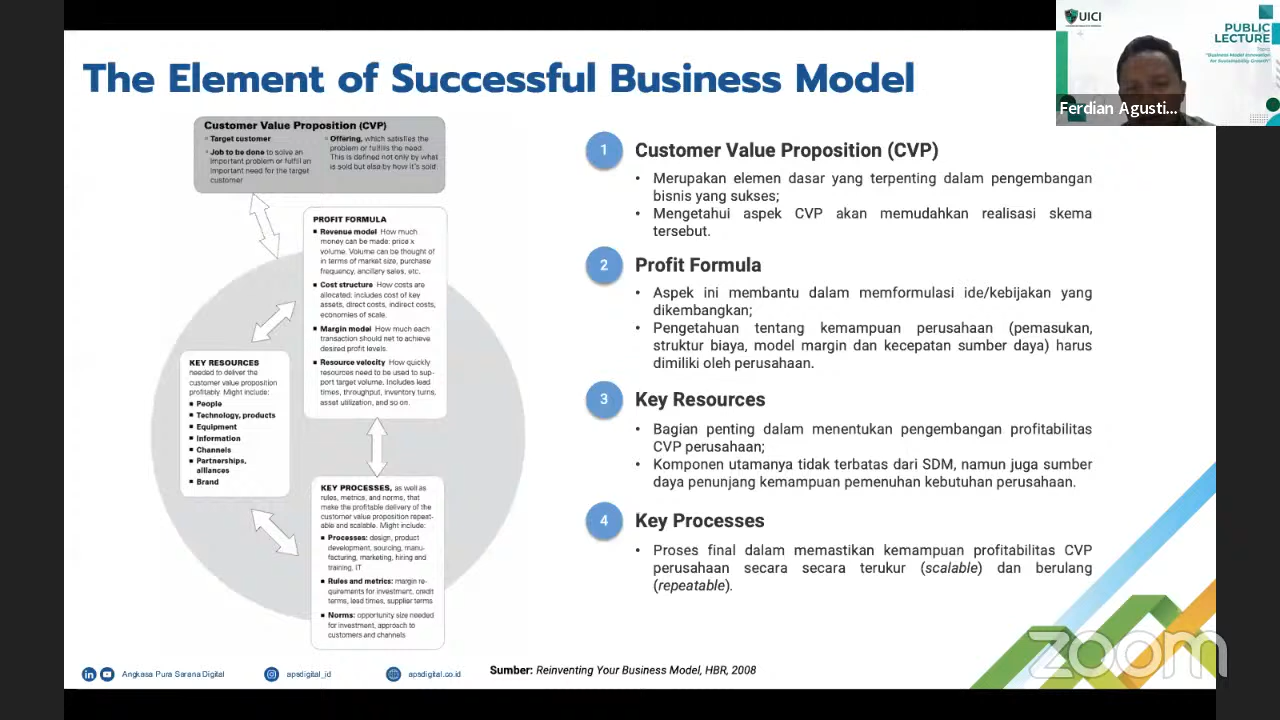 UICI
PUBLIC
LECTURE
"Business Model Innovation
for Sustainability Growth"
Ferdian Agusti...
The Element of Successful Business Model
Customer Value Proposition (CVP)
Target customer
Job to be done to solve an
important problem or fulfill an
important need for the target
customer
Offering, which satisfies the
problem or fulfills the need.
This is defined not only by what
is sold but also by how it's sold.
PROFIT FORMULA
Revenue model How much
money can be made: price x
volume. Volume can be thought of
in terms of market size, purchase
frequency, ancillary sales, etc.
Cost structure How costs are
allocated: includes cost of key
assets, direct costs, indirect costs,
economies of scale.
Margin model How much each
transaction should net to achieve
desired profit levels.
Resource velocity How quickly
resources need to be used to sup-
port target volume. Includes lead
times, throughput, inventory turns,
asset utilization, and so on.
KEY RESOURCES
needed to deliver the
customer value proposition
profitably. Might include:
People
Technology, products
Equipment
Information
Channels
Partnerships,
alliances
Brand
KEY PROCESSES, as well as
rules, metrics, and norms, that
make the profitable delivery of the
customer value proposition repeat-
able and scalable. Might include:
Processes: design, product
development, sourcing, manu-
facturing, marketing, hiring and
training, IT
Rules and metrics: margin re-
quirements for investment, credit
terms, lead times, supplier terms
Norms: opportunity size needed
for investment, approach to
customers and channels
1 Customer Value Proposition (CVP)
• Merupakan elemen dasar yang terpenting dalam pengembangan
bisnis yang sukses;
• Mengetahui aspek CVP akan memudahkan realisasi skema
tersebut.
2 Profit Formula
• Aspek ini membantu dalam memformulasi ide/kebijakan yang
dikembangkan;
• Pengetahuan tentang kemampuan perusahaan (pemasukan,
struktur biaya, model margin dan kecepatan sumber daya) harus
dimiliki oleh perusahaan.
3 Key Resources
• Bagian penting dalam menentukan pengembangan profitabilitas
CVP perusahaan;
• Komponen utamanya tidak terbatas dari SDM, namun juga sumber
daya penunjang kemampuan pemenuhan kebutuhan perusahaan.
4 Key Processes
• Proses final dalam memastikan kemampuan profitabilitas CVP
perusahaan secara secara terukur (scalable) dan berulang
(repeatable).
zoom
Angkasa Pura Sarana Digital
apsdigital_id
apsdigital.co.id
Sumber: Reinventing Your Business Model, HBR, 2008